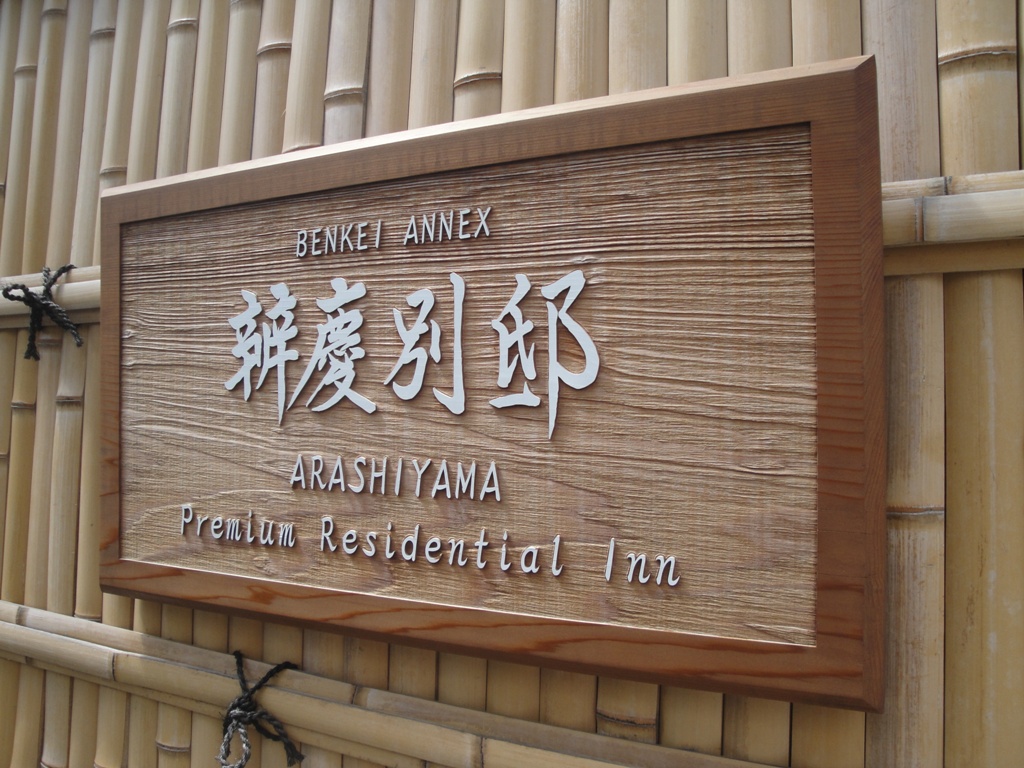 BENKEI ANNEX
辨慶別邸
ARASHIYAMA
Premium Residential Inn